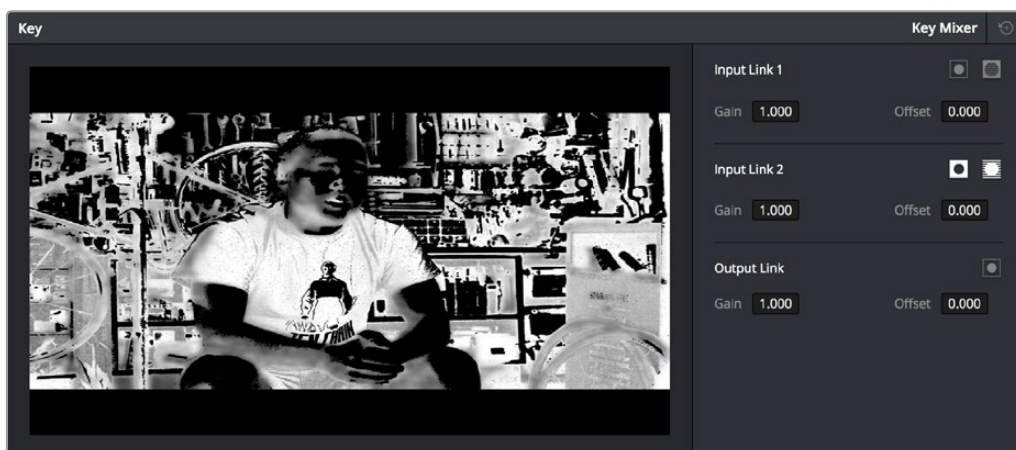 Key Key Mixer
Input Link 1
Gain 1.000 Offset 0.000
Input Link 2
Gain 1.000 Offset 0.000
Output Link
Gain 1.000 Offset 0.000